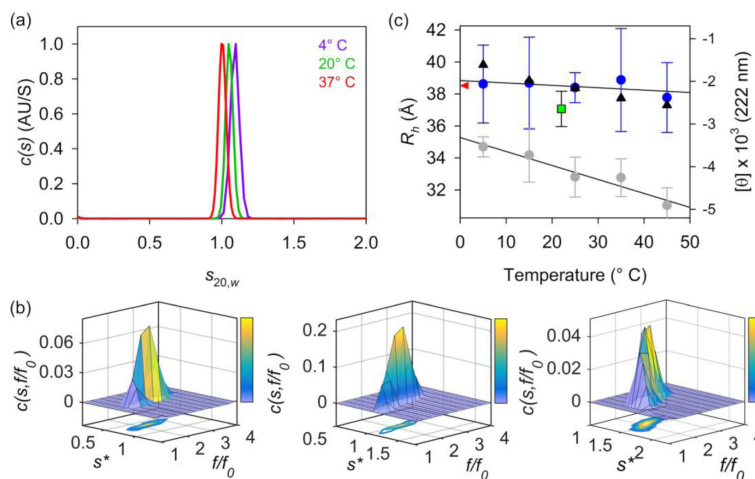 (a)
4° C
20° C
37° C
c(s) (AU/S)
1.0
0.8
0.6
0.4
0.2
0.0
0.0 0.5 1.0 1.5 2.0
s20,w
(c)
42
40
38
36
34
32
Rh (Å)
-1
-2
-3
-4
-5
[θ] x 10³ (222 nm)
0 10 20 30 40 50
Temperature (° C)
(b)
c(s,f/f0)
0.06
0.03
0
0.5
1
s*
1 2 3 4
f/f0
c(s,f/f0)
0.2
0.1
0
0.5
1
1.5
s*
1 2 3 4
f/f0
c(s,f/f0)
0.04
0.02
0
1
1.5
2
s*
1 2 3 4
f/f0